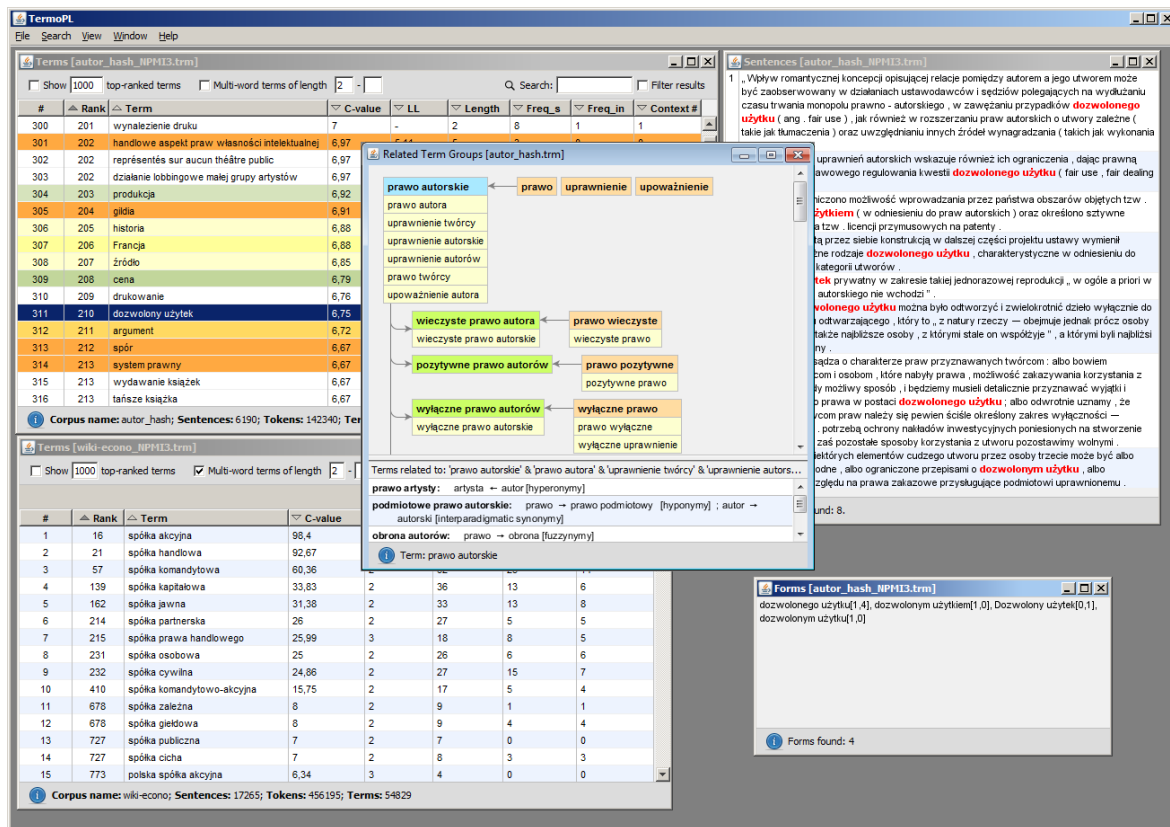 TermoPL
File Search View Window Help
Terms [autor_hash_NPMI3.trm]
Show 1000 top-ranked terms Multi-word terms of length 2 - Search: Filter results
# Rank Term C-value LL Length Freq_s Freq_in Context #
300 201 wynalezienie druku 7 - 2 8 1 1
301 202 handlowe aspekt praw własności intelektualnej 6,97
302 202 représentés sur aucun théâtre public 6,97
303 202 działanie lobbingowe małej grupy artystów 6,97
304 203 produkcja 6,92
305 204 gildia 6,91
306 205 historia 6,88
307 206 Francja 6,88
308 207 źródło 6,85
309 208 cena 6,79
310 209 drukowanie 6,76
311 210 dozwolony użytek 6,75
312 211 argument 6,72
313 212 spór 6,67
314 213 system prawny 6,67
315 213 wydawanie książek 6,67
316 213 tańsze książka 6,67
Corpus name: autor_hash; Sentences: 6190; Tokens: 142340; Ter
Related Term Groups [autor_hash.trm]
prawo autorskie prawo uprawnienie upoważnienie
prawo autora
uprawnienie twórcy
uprawnienie autorskie
uprawnienie autorów
prawo twórcy
upoważnienie autora
wieczyste prawo autora prawo wieczyste
wieczyste prawo autorskie wieczyste prawo
pozytywne prawo autorów prawo pozytywne
pozytywne prawo
wyłączne prawo autorów wyłączne prawo
wyłączne prawo autorskie prawo wyłączne
wyłączne uprawnienie
Terms related to: 'prawo autorskie' & 'prawo autora' & 'uprawnienie twórcy' & 'uprawnienie autors...
prawo artysty: artysta ← autor [hyperonymy]
podmiotowe prawo autorskie: prawo → prawo podmiotowy [hyponymy] ; autor →
autorski [interparadigmatic synonymy]
obrona autorów: prawo → obrona [fuzzynymy]
Term: prawo autorskie
Sentences [autor_hash_NPMI3.trm]
1 „ Wpływ romantycznej koncepcji opisującej relacje pomiędzy autorem a jego utworem może
być zaobserwowany w działaniach ustawodawców i sędziów polegających na wydłużaniu
czasu trwania monopolu prawno - autorskiego , w zawężaniu przypadków dozwolonego
użytku ( ang . fair use ) , jak również w rozszerzaniu praw autorskich o utwory zależne (
takie jak tłumaczenia ) oraz uwzględnianiu innych źródeł wynagradzania ( takich jak wykonania
uprawnień autorskich wskazuje również ich ograniczenia , dając prawną
awowego regulowania kwestii dozwolonego użytku ( fair use , fair dealing
niczono możliwość wprowadzania przez państwa obszarów objętych tzw .
żytkiem ( w odniesieniu do praw autorskich ) oraz określono sztywne
a tzw . licencji przymusowych na patenty .
tą przez siebie konstrukcją w dalszej części projektu ustawy wymienił
żne rodzaje dozwolonego użytku , charakterystyczne w odniesieniu do
kategorii utworów .
tek prywatny w zakresie takiej jednorazowej reprodukcji „ w ogóle a priori w
autorskiego nie wchodzi " .
wolonego użytku można było odtworzyć i zwielokrotnić dzieło wyłącznie do
odtwarzającego , który to „ z natury rzeczy — obejmuje jednak prócz osoby
także najbliższe osoby , z którymi stale on współżyje " , a którymi byli najbliżsi
ny .
sądza o charakterze praw przyznawanych twórcom : albo bowiem
com i osobom , które nabyły prawa , możliwość zakazywania korzystania z
dy możliwy sposób , i będziemy musieli detalicznie przyznawać wyjątki i
o prawa w postaci dozwolonego użytku ; albo odwrotnie uznamy , że
wcom praw należy się pewien ściśle określony zakres wyłączności —
. potrzebą ochrony nakładów inwestycyjnych poniesionych na stworzenie
zaś pozostałe sposoby korzystania z utworu pozostawimy wolnymi .
iektórych elementów cudzego utworu przez osoby trzecie może być albo
odne , albo ograniczone przepisami o dozwolonym użytku , albo
zględu na prawa zakazowe przysługujące podmiotowi uprawnionemu .
und: 8.
Terms [wiki-econo_NPMI3.trm]
Show 1000 top-ranked terms Multi-word terms of length 2 -
# Rank Term C-value
1 16 spółka akcyjna 98,4
2 21 spółka handlowa 92,67
3 57 spółka komandytowa 60,36
4 139 spółka kapitałowa 33,83 2 36 13 6
5 162 spółka jawna 31,38 2 33 13 8
6 214 spółka partnerska 26 2 27 5 5
7 215 spółka prawa handlowego 25,99 3 18 8 5
8 231 spółka osobowa 25 2 26 6 6
9 232 spółka cywilna 24,86 2 27 15 7
10 410 spółka komandytowo-akcyjna 15,75 2 17 5 4
11 678 spółka zależna 8 2 9 1 1
12 678 spółka giełdowa 8 2 9 4 4
13 727 spółka publiczna 7 2 7 0 0
14 727 spółka cicha 7 2 8 3 3
15 773 polska spółka akcyjna 6,34 3 4 0 0
Corpus name: wiki-econo; Sentences: 17265; Tokens: 456195; Terms: 54829
Forms [autor_hash_NPMI3.trm]
dozwolonego użytku[1,4], dozwolonym użytkiem[1,0], Dozwolony użytek[0,1],
dozwolonym użytku[1,0]
Forms found: 4